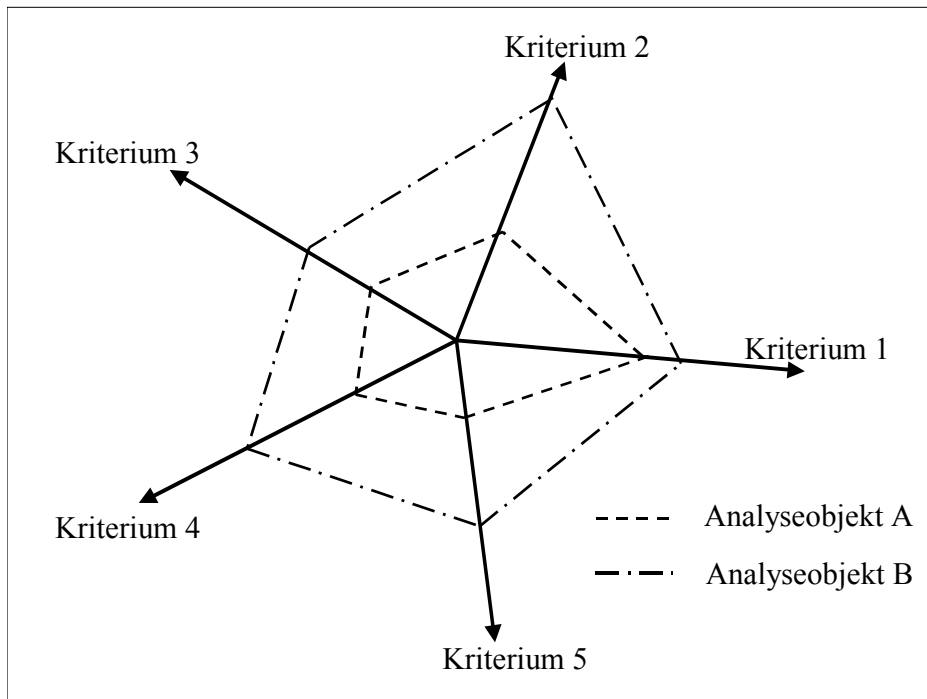 Kriterium 2
Kriterium 3
Kriterium 1
Kriterium 4
Analyseobjekt A
Analyseobjekt B
Kriterium 5